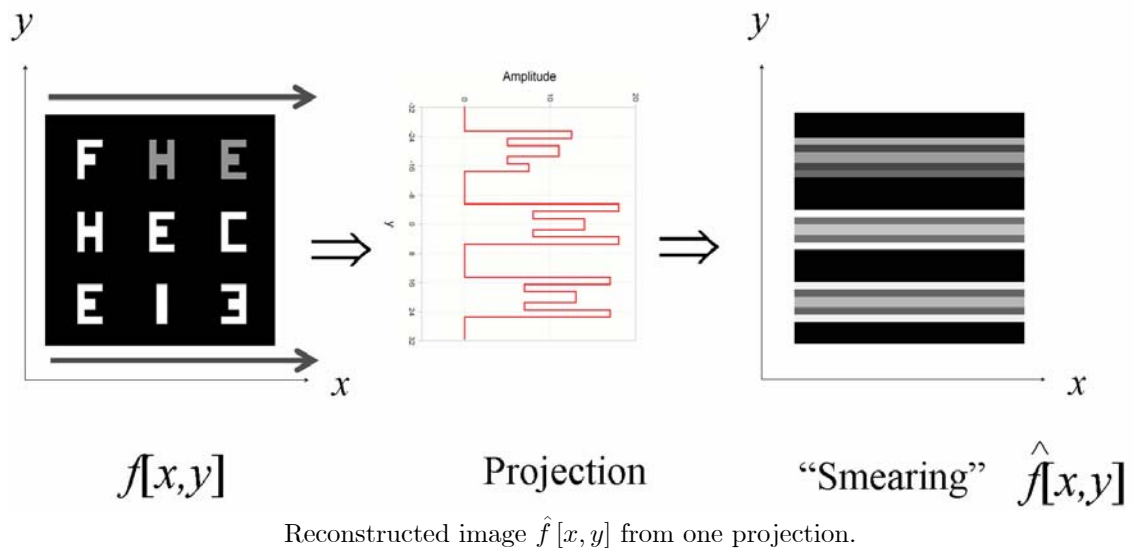 y
y
Amplitude
0 10 20
F H E
H E C
E I 3
-32
-24
-16
-8
0
8
16
24
32
y
x
x
f[x,y]
Projection
“Smearing” f̂[x,y]
Reconstructed image f̂ [x, y] from one projection.